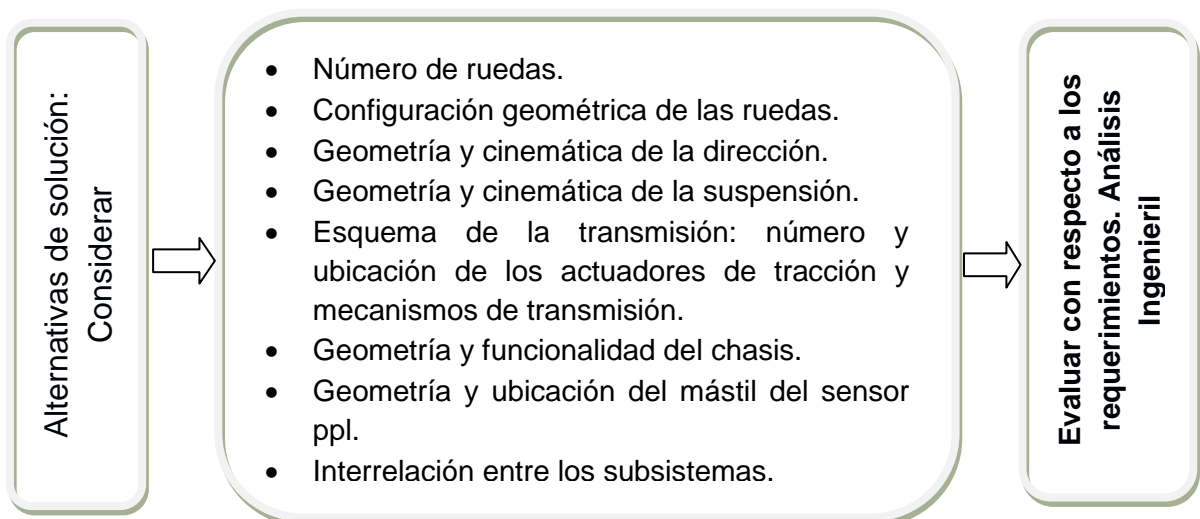 Alternativas de solución:
Considerar
• Número de ruedas.
• Configuración geométrica de las ruedas.
• Geometría y cinemática de la dirección.
• Geometría y cinemática de la suspensión.
• Esquema de la transmisión: número y
ubicación de los actuadores de tracción y
mecanismos de transmisión.
• Geometría y funcionalidad del chasis.
• Geometría y ubicación del mástil del sensor
ppl.
• Interrelación entre los subsistemas.
Evaluar con respecto a los
requerimientos. Análisis
Ingenieril